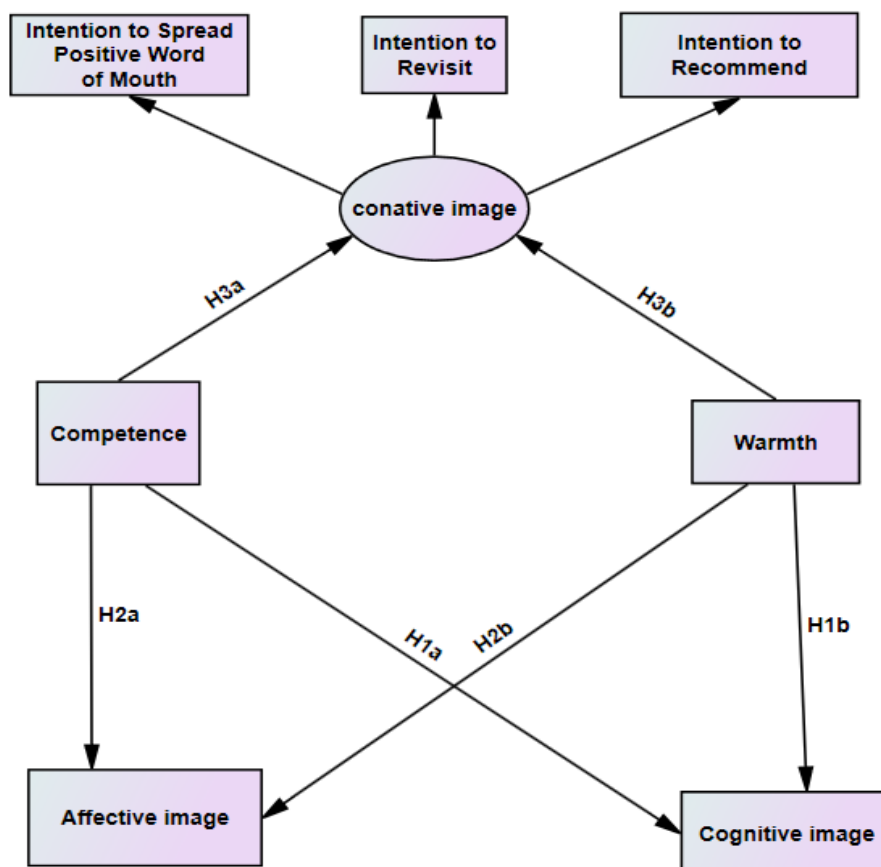 Intention to Spread
Positive Word
of Mouth
Intention to
Revisit
Intention to
Recommend
conative image
H3a
H3b
Competence
Warmth
H2a
H1a
H2b
H1b
Affective image
Cognitive image